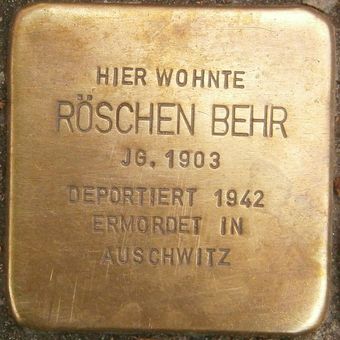 HIER WOHNTE
RÖSCHEN BEHR
JG. 1903
DEPORTIERT 1942
ERMORDET IN
AUSCHWITZ